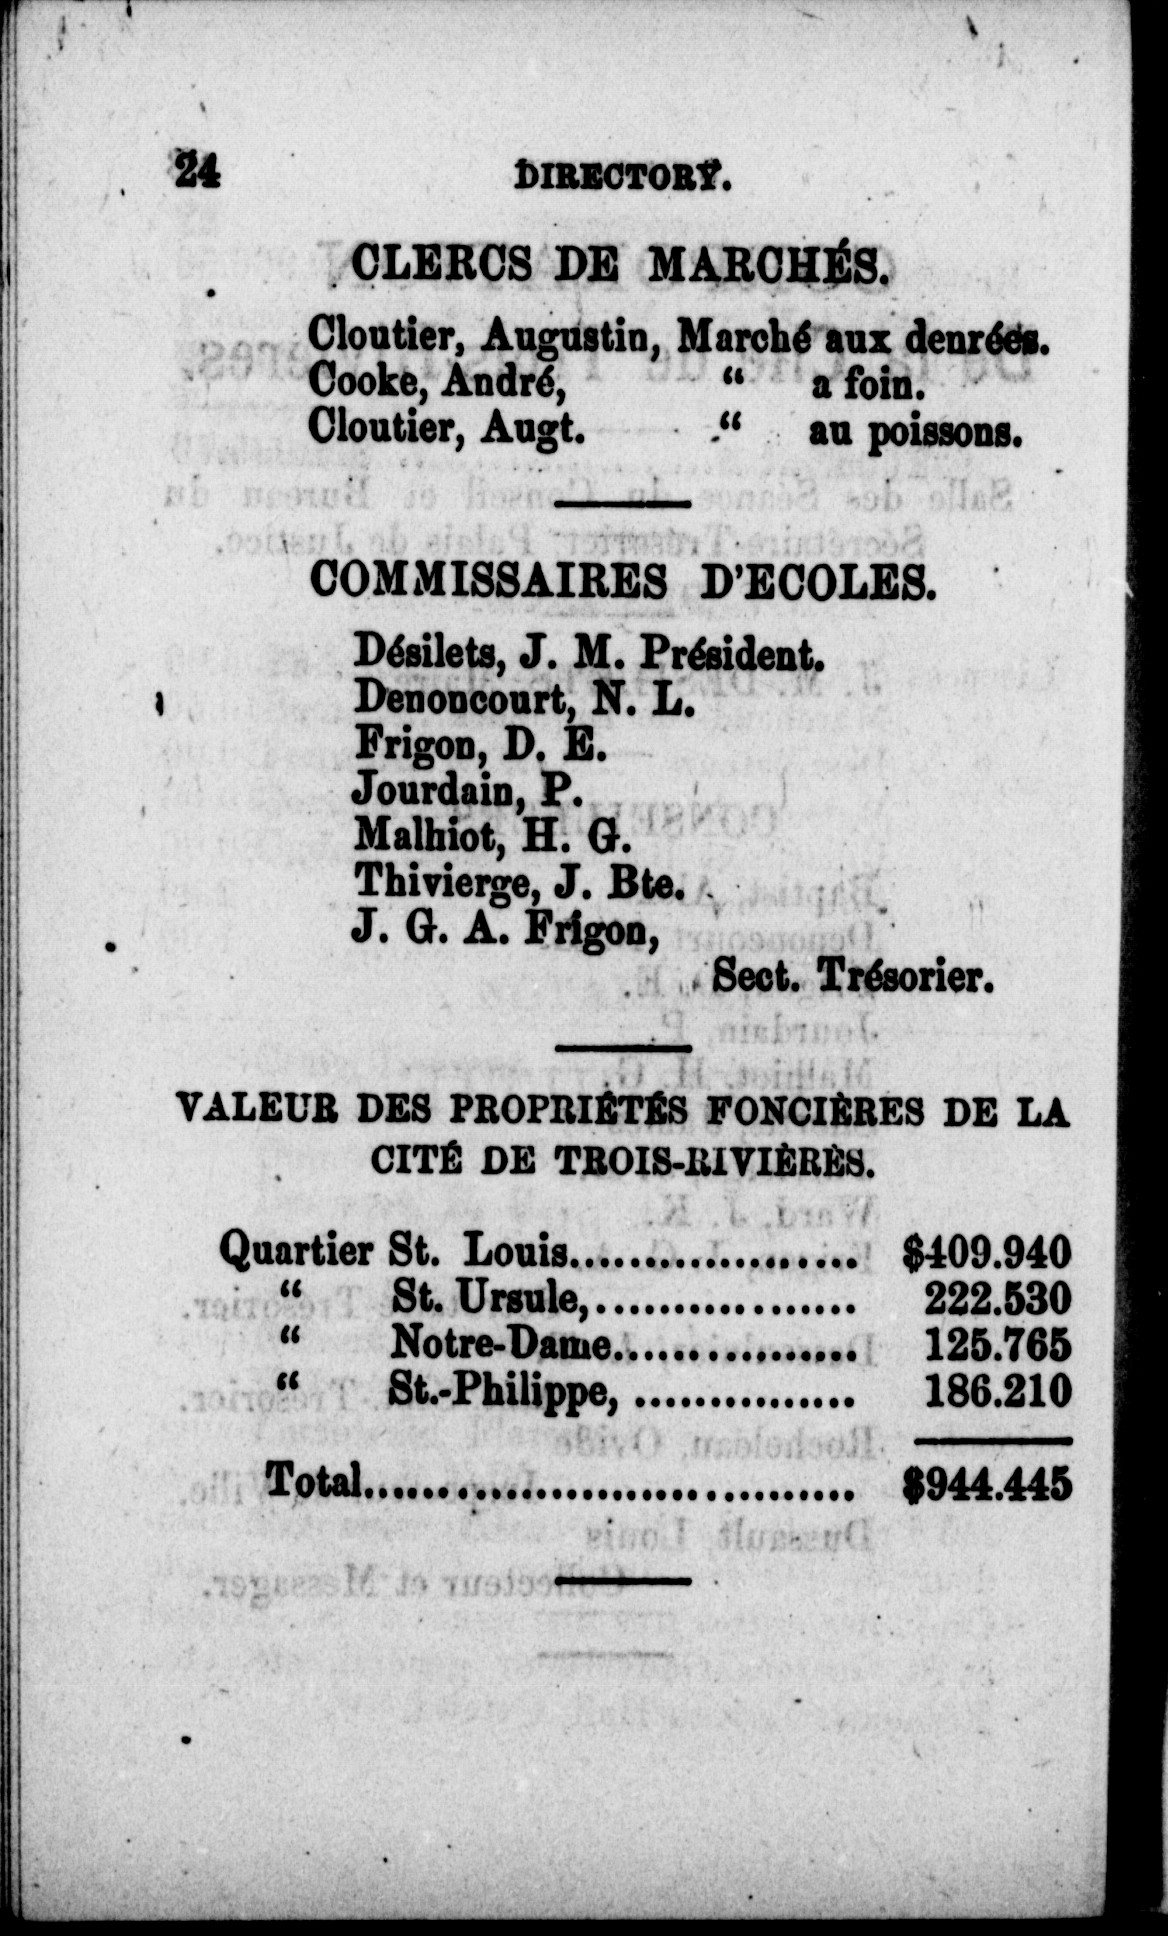 24 DIRECTORY.
CLERCS DE MARCHÉS.
Cloutier, Augustin, Marché aux denrées.
Cooke, André, “ a foin.
Cloutier, Augt. “ au poissons.
COMMISSAIRES D’ECOLES.
Désilets, J. M. Président.
Denoncourt, N. L.
Frigon, D. E.
Jourdain, P.
Malhiot, H. G.
Thivierge, J. Bte.
J. G. A. Frigon,
Sect. Trésorier.
VALEUR DES PROPRIÉTÉS FONCIÈRES DE LA
CITÉ DE TROIS-RIVIÈRES.
Quartier St. Louis.................... $409.940
“ St. Ursule,.................. 222.530
“ Notre-Dame................. 125.765
“ St.-Philippe, ............... 186.210
Total.................................. $944.445